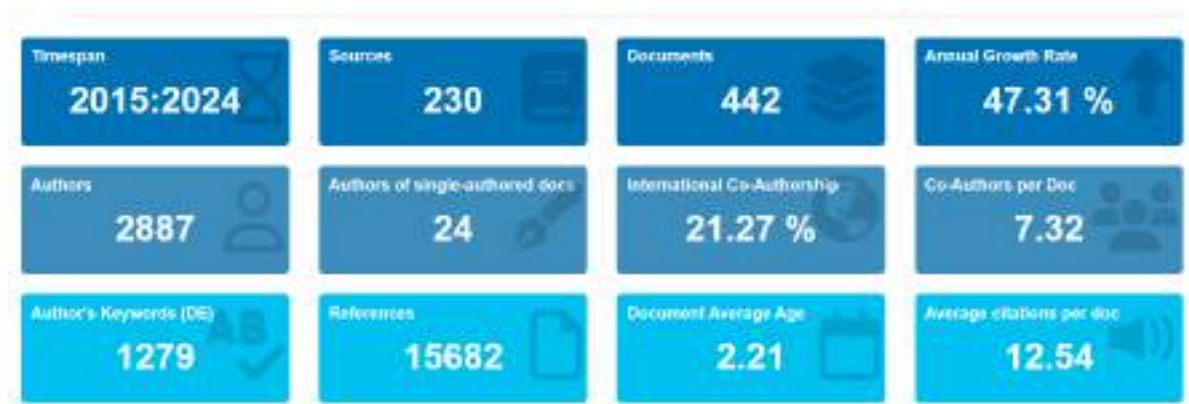 Timespan
2015:2024
Sources
230
Documents
442
Annual Growth Rate
47.31 %
Authors
2887
Authors of single-authored docs
24
International Co-Authorship
21.27 %
Co-Authors per Doc
7.32
Author's Keywords (DE)
1279
AB
References
15682
Document Average Age
2.21
Average citations per doc
12.54